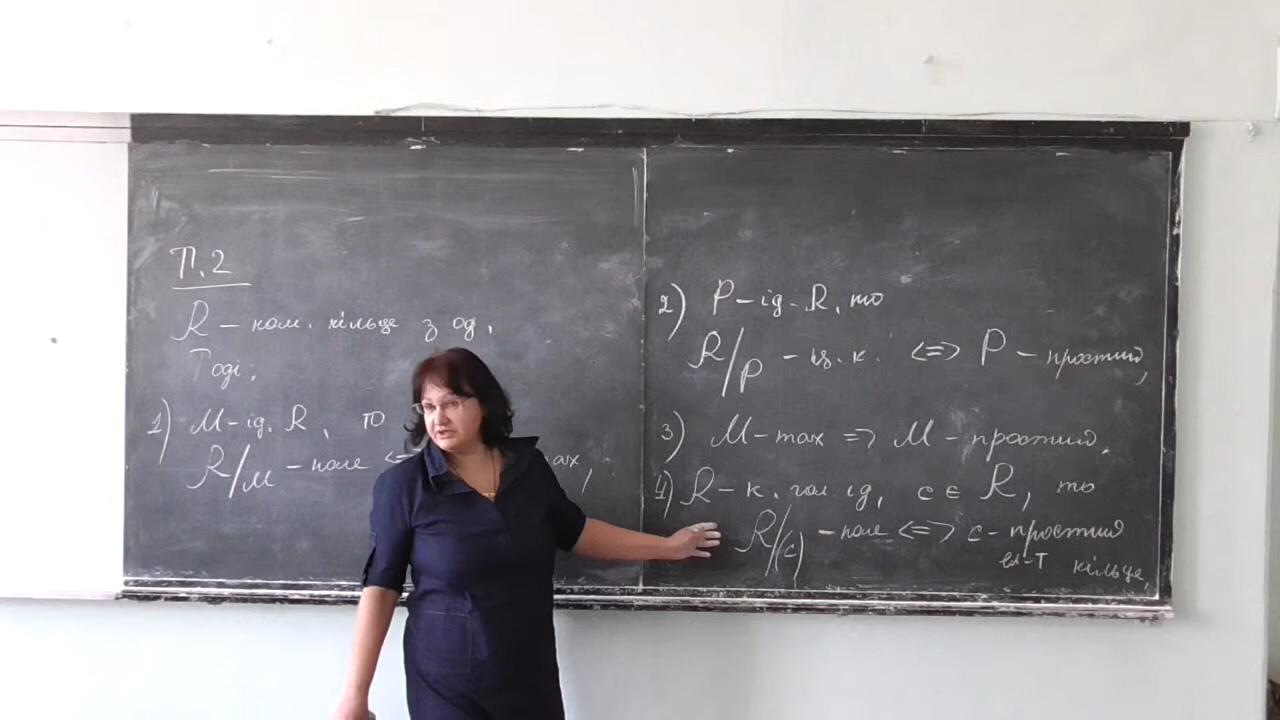 П.2
R – ком. кільце з од.
Тоді:
1) M – ід. R, то
R/M – поле <= max,
2) P – ід. R, то
R/P – ц. к. <=> P – простий,
3) M – max => M – простий,
4) R – к. гол. ід, c ∈ R, то
R/(c) – поле <=> c – простий
ел-т кільця,